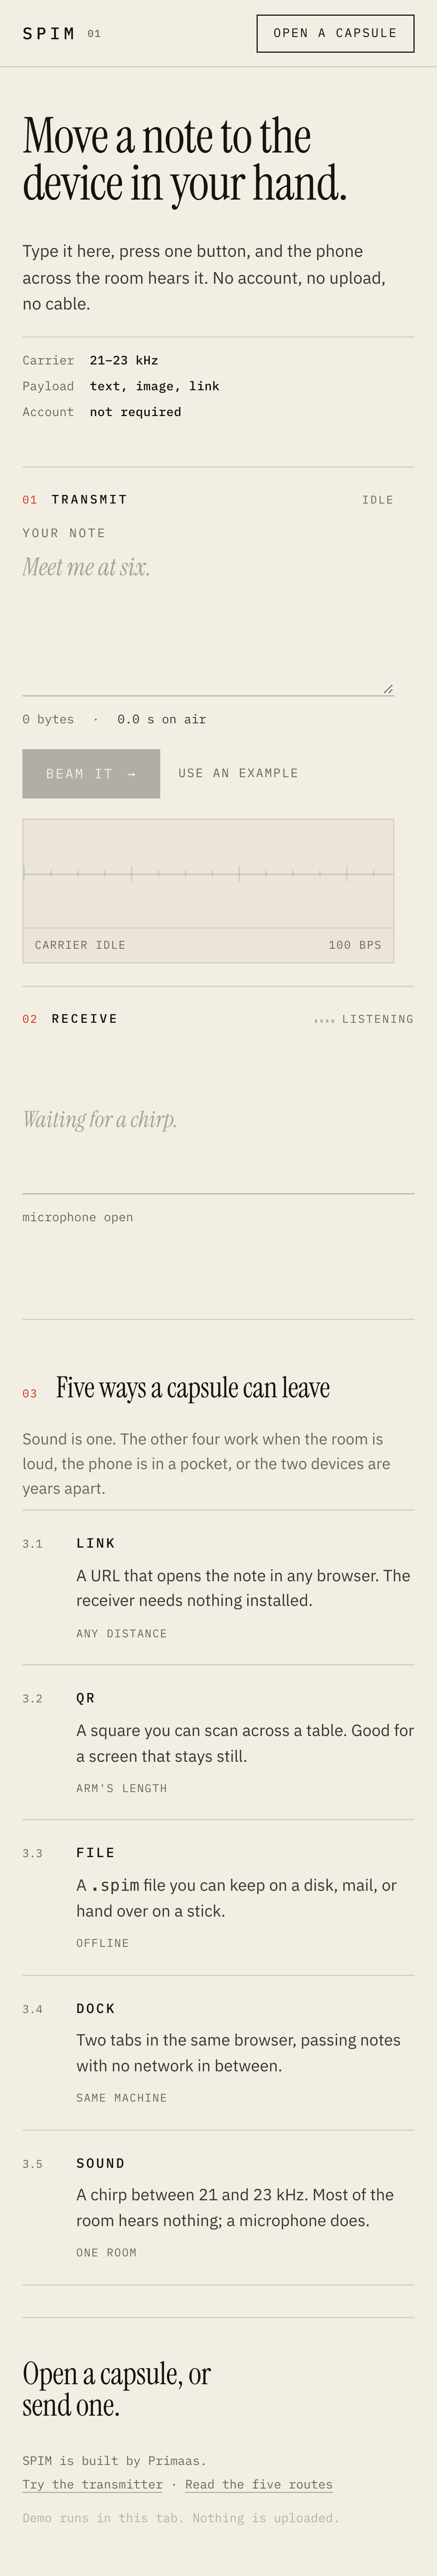 SPIM 01
OPEN A CAPSULE
Move a note to the
device in your hand.
Type it here, press one button, and the phone
across the room hears it. No account, no upload,
no cable.
Carrier 21–23 kHz
Payload text, image, link
Account not required
01 TRANSMIT IDLE
YOUR NOTE
Meet me at six.
0 bytes · 0.0 s on air
BEAM IT → USE AN EXAMPLE
CARRIER IDLE 100 BPS
02 RECEIVE LISTENING
Waiting for a chirp.
microphone open
03 Five ways a capsule can leave
Sound is one. The other four work when the room is
loud, the phone is in a pocket, or the two devices are
years apart.
3.1 LINK
A URL that opens the note in any browser. The
receiver needs nothing installed.
ANY DISTANCE
3.2 QR
A square you can scan across a table. Good for
a screen that stays still.
ARM'S LENGTH
3.3 FILE
A .spim file you can keep on a disk, mail, or
hand over on a stick.
OFFLINE
3.4 DOCK
Two tabs in the same browser, passing notes
with no network in between.
SAME MACHINE
3.5 SOUND
A chirp between 21 and 23 kHz. Most of the
room hears nothing; a microphone does.
ONE ROOM
Open a capsule, or
send one.
SPIM is built by Primaas.
Try the transmitter · Read the five routes
Demo runs in this tab. Nothing is uploaded.